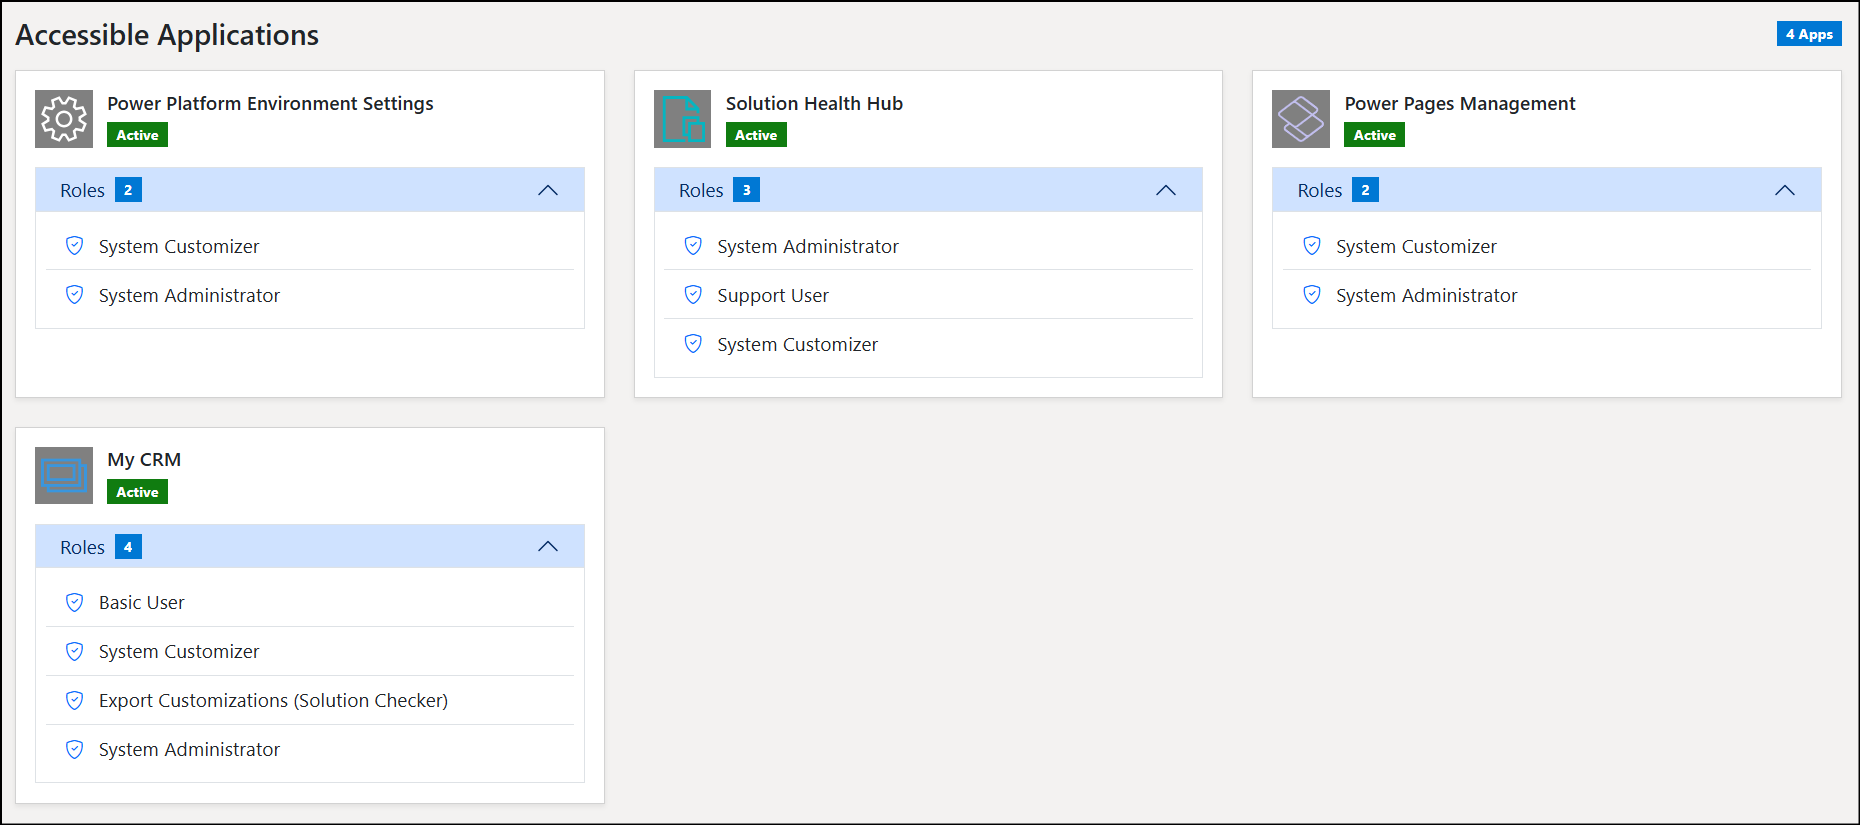 Accessible Applications
4 Apps
Power Platform Environment Settings
Active
Roles 2
System Customizer
System Administrator
Solution Health Hub
Active
Roles 3
System Administrator
Support User
System Customizer
Power Pages Management
Active
Roles 2
System Customizer
System Administrator
My CRM
Active
Roles 4
Basic User
System Customizer
Export Customizations (Solution Checker)
System Administrator